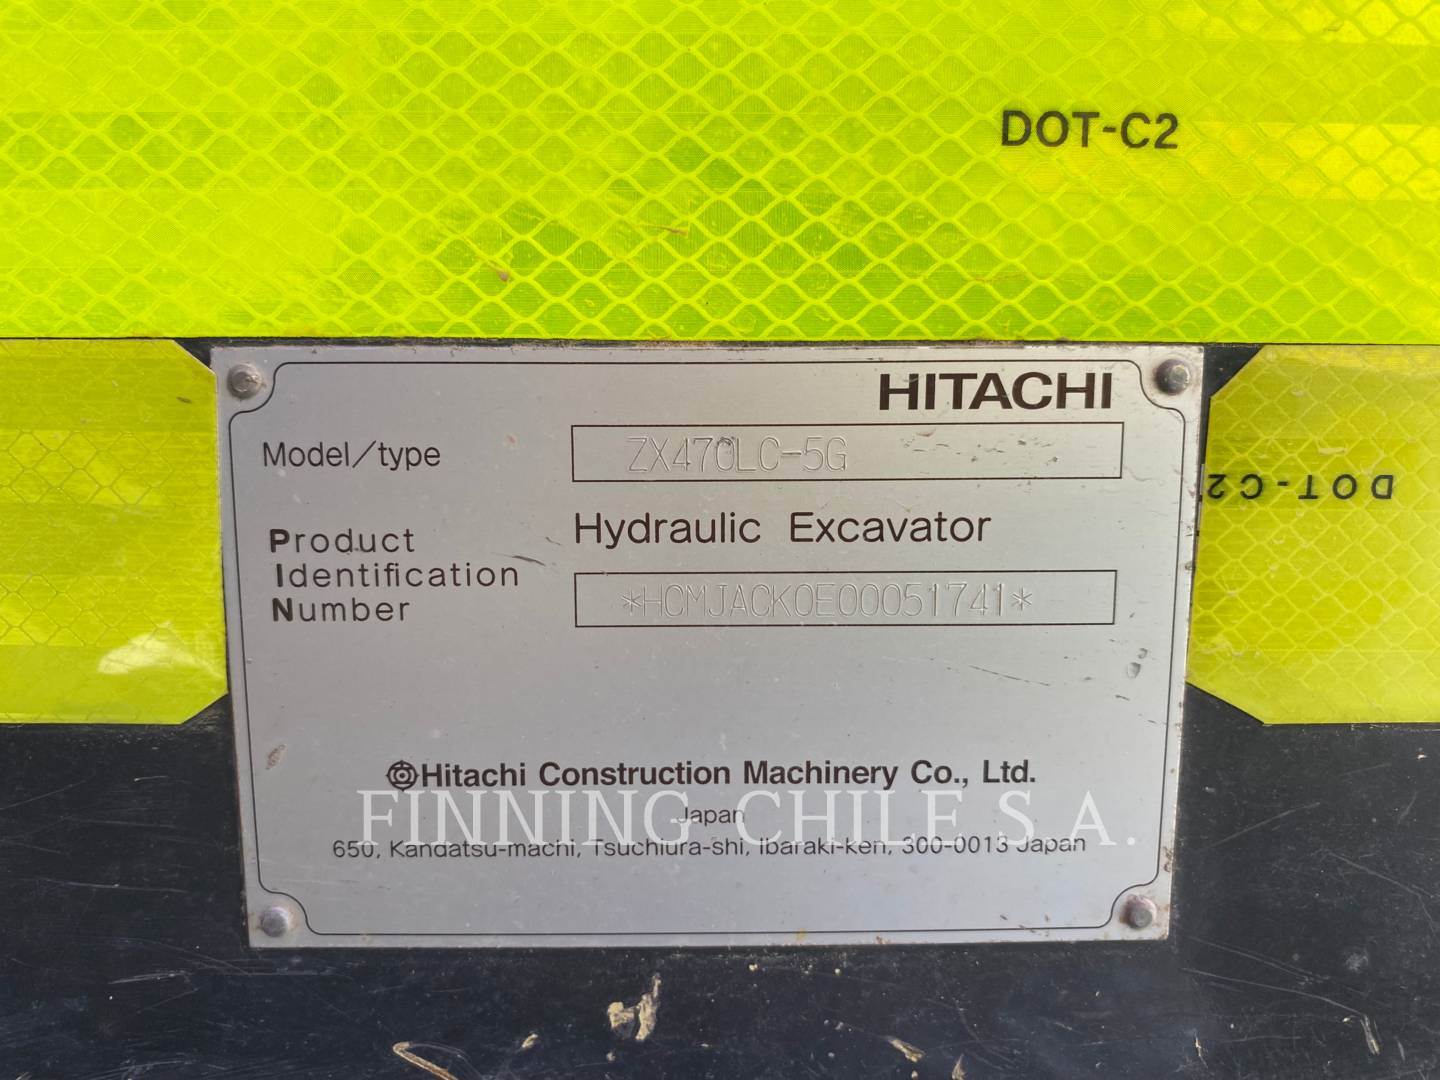 DOT-C2
HITACHI
Model/type ZX470LC-5G
DOT-C2
Hydraulic Excavator
Product
Identification
Number
*HCMJACK0E00051741*
Hitachi Construction Machinery Co., Ltd.
Japan
FINNING CHILE S.A.
650, Kandatsu-machi, Tsuchiura-shi, Ibaraki-ken, 300-0013 Japan